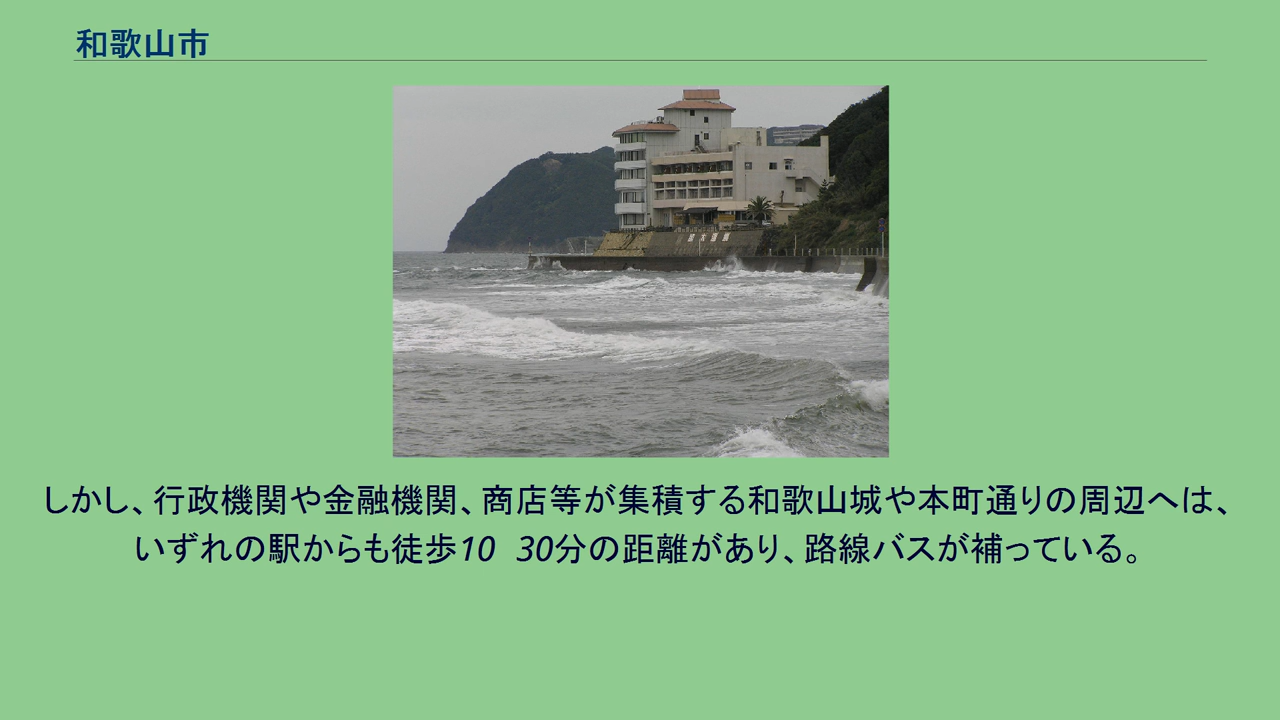 和歌山市
しかし、行政機関や金融機関、商店等が集積する和歌山城や本町通りの周辺へは、
いずれの駅からも徒歩10 30分の距離があり、路線バスが補っている。